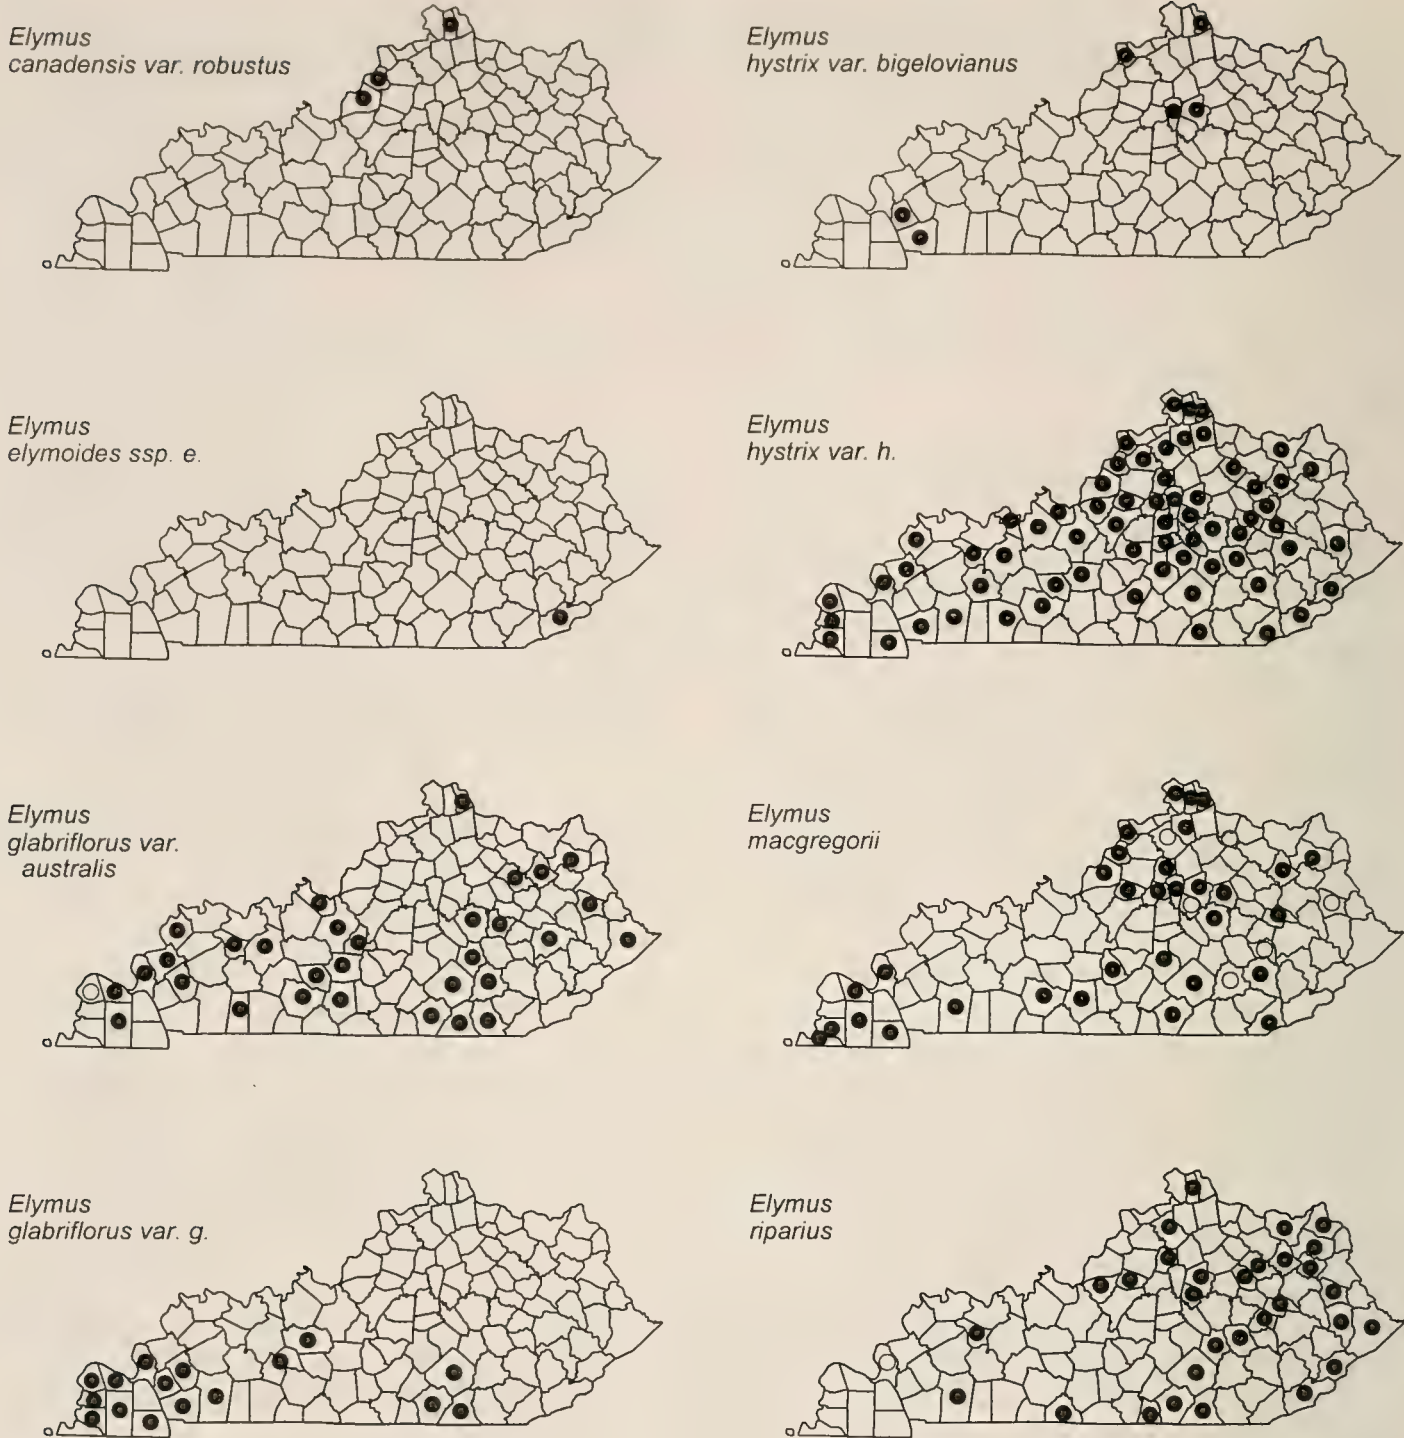 Elymus
canadensis var. robustus
Elymus
hystrix var. bigelovianus
Elymus
elymoides ssp. e.
Elymus
hystrix var. h.
Elymus
glabriflorus var.
australis
Elymus
macgregorii
Elymus
glabriflorus var. g.
Elymus
riparius